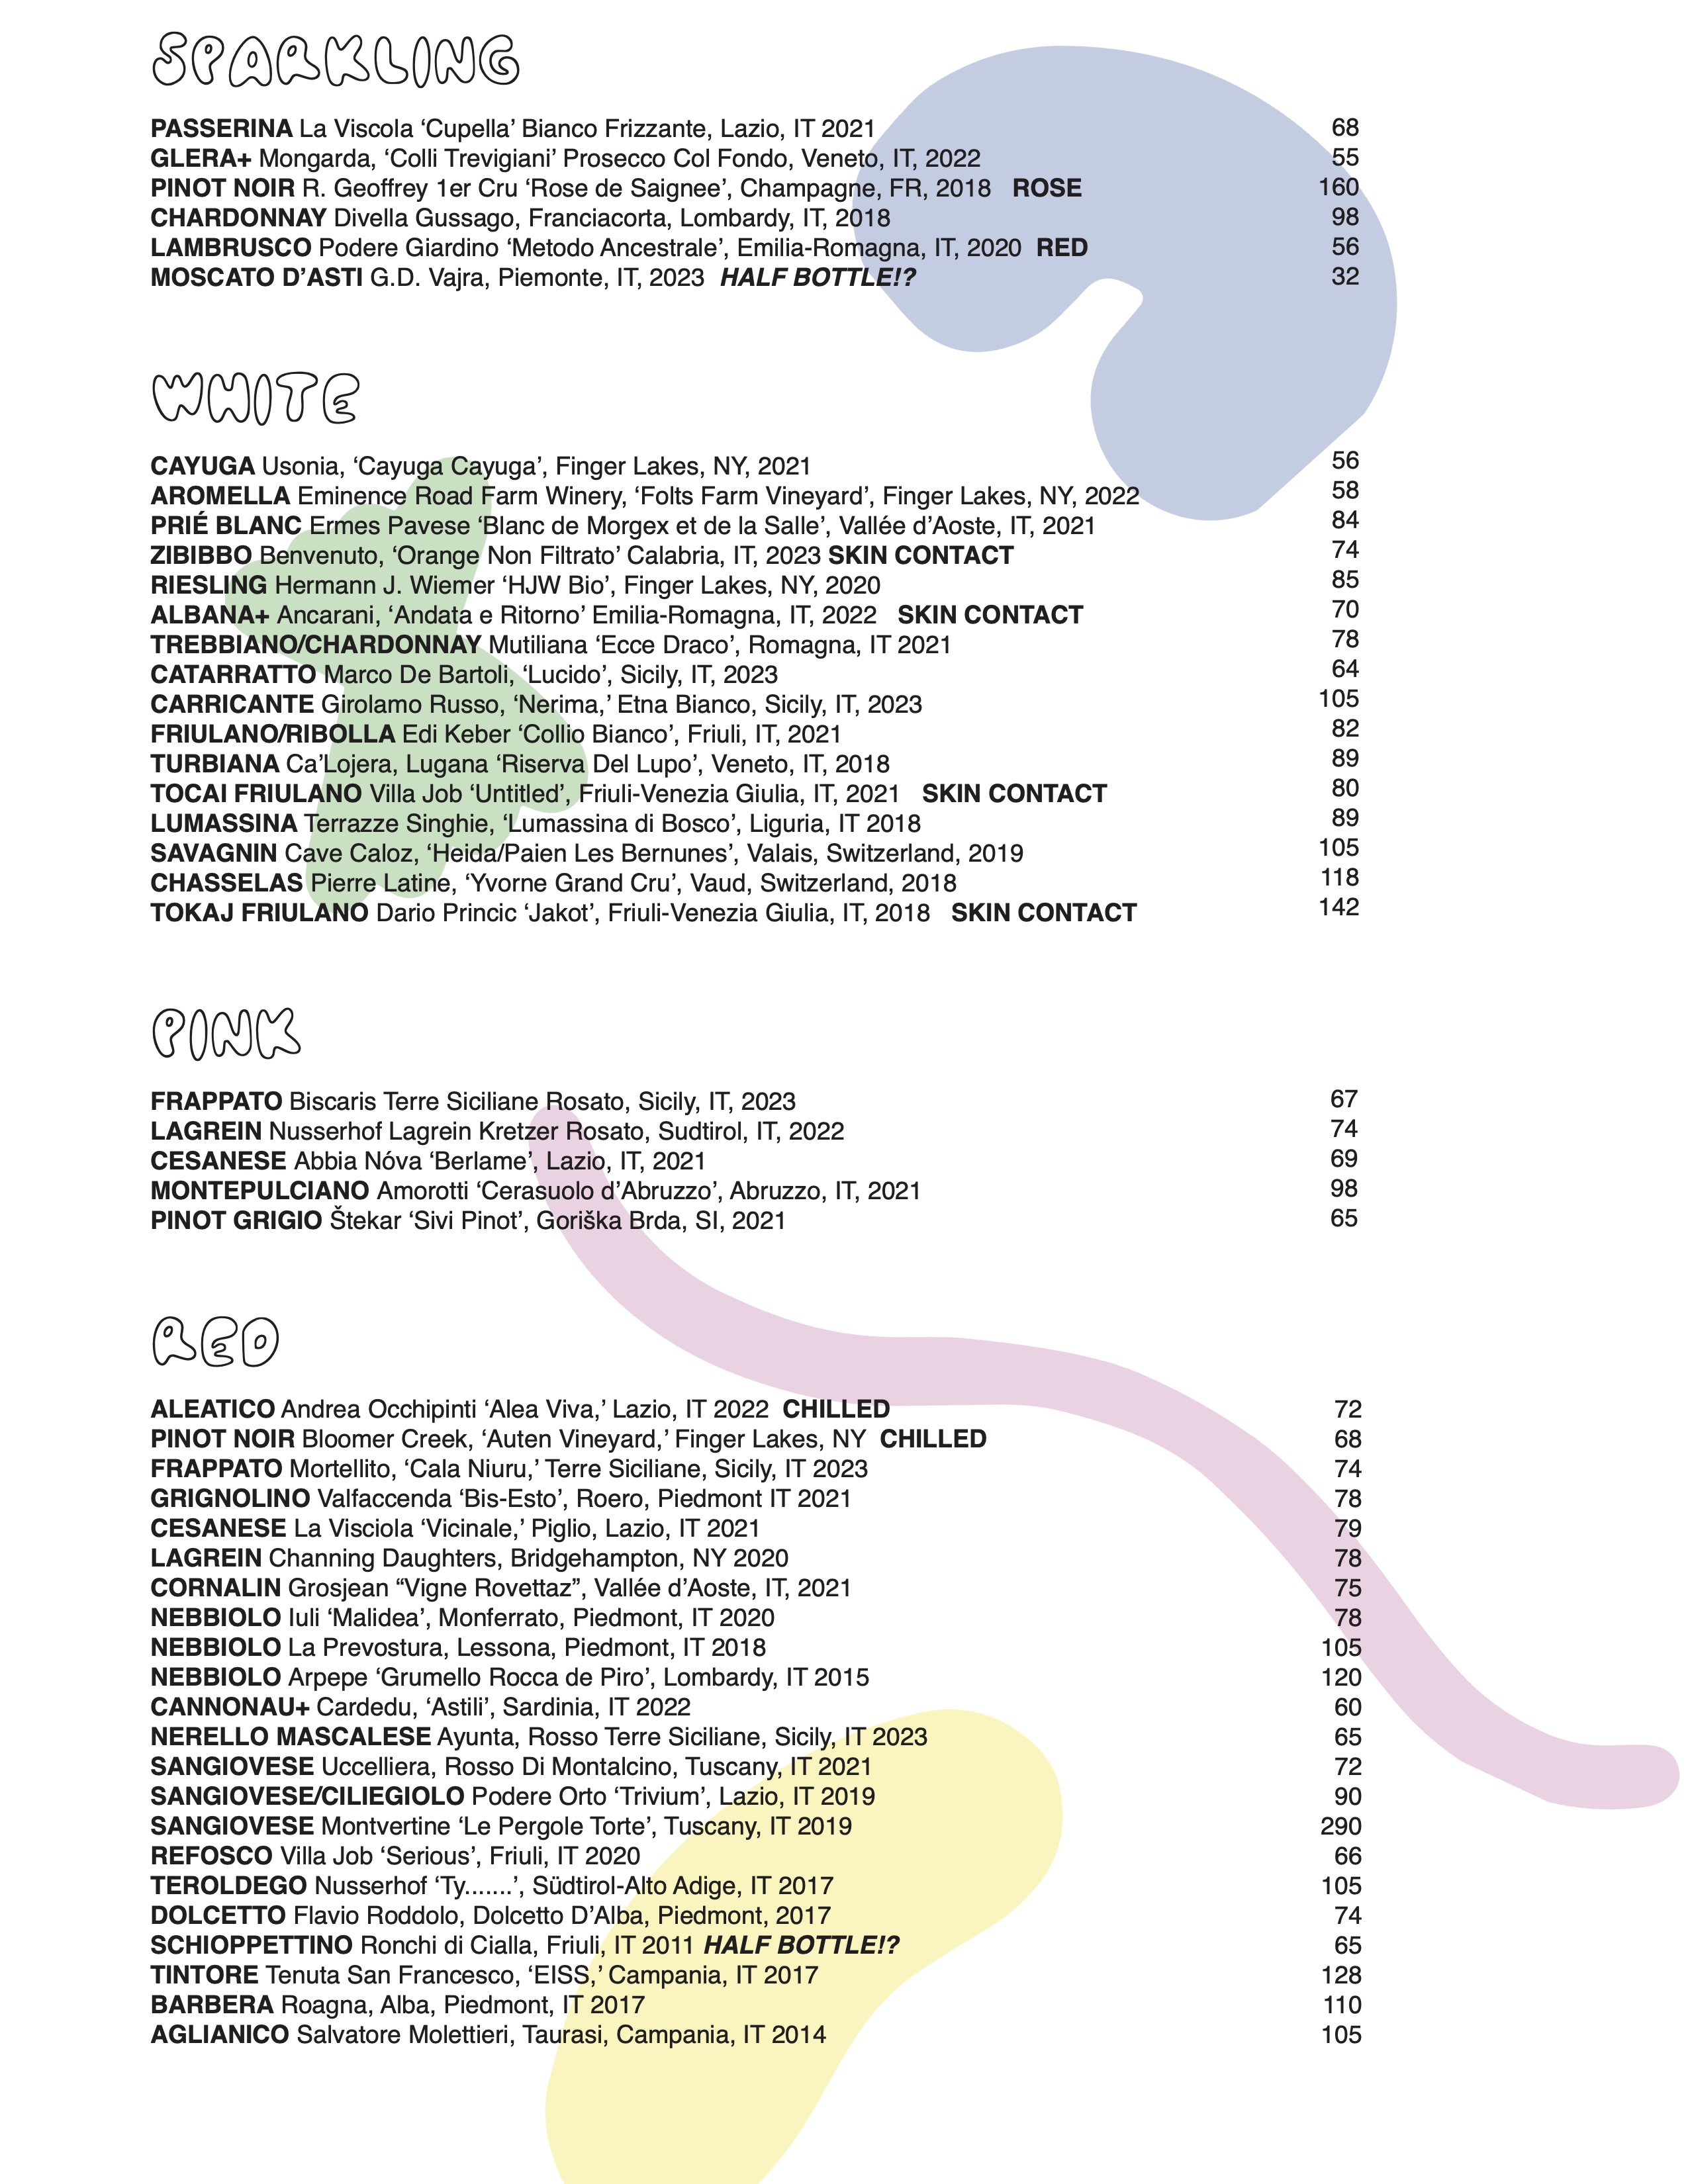 SPARKLING
PASSERINA La Viscola ‘Cupella’ Bianco Frizzante, Lazio, IT 2021 68
GLERA+ Mongarda, ‘Colli Trevigiani’ Prosecco Col Fondo, Veneto, IT, 2022 55
PINOT NOIR R. Geoffrey 1er Cru ‘Rose de Saignee’, Champagne, FR, 2018 ROSE 160
CHARDONNAY Divella Gussago, Franciacorta, Lombardy, IT, 2018 98
LAMBRUSCO Podere Giardino ‘Metodo Ancestrale’, Emilia-Romagna, IT, 2020 RED 56
MOSCATO D’ASTI G.D. Vajra, Piemonte, IT, 2023 HALF BOTTLE!? 32
WHITE
CAYUGA Usonia, ‘Cayuga Cayuga’, Finger Lakes, NY, 2021 56
AROMELLA Eminence Road Farm Winery, ‘Folts Farm Vineyard’, Finger Lakes, NY, 2022 58
PRIÉ BLANC Ermes Pavese ‘Blanc de Morgex et de la Salle’, Vallée d’Aoste, IT, 2021 84
ZIBIBBO Benvenuto, ‘Orange Non Filtrato’ Calabria, IT, 2023 SKIN CONTACT 74
RIESLING Hermann J. Wiemer ‘HJW Bio’, Finger Lakes, NY, 2020 85
ALBANA+ Ancarani, ‘Andata e Ritorno’ Emilia-Romagna, IT, 2022 SKIN CONTACT 70
TREBBIANO/CHARDONNAY Mutiliana ‘Ecce Draco’, Romagna, IT 2021 78
CATARRATTO Marco De Bartoli, ‘Lucido’, Sicily, IT, 2023 64
CARRICANTE Girolamo Russo, ‘Nerima,’ Etna Bianco, Sicily, IT, 2023 105
FRIULANO/RIBOLLA Edi Keber ‘Collio Bianco’, Friuli, IT, 2021 82
TURBIANA Ca’Lojera, Lugana ‘Riserva Del Lupo’, Veneto, IT, 2018 89
TOCAI FRIULANO Villa Job ‘Untitled’, Friuli-Venezia Giulia, IT, 2021 SKIN CONTACT 80
LUMASSINA Terrazze Singhie, ‘Lumassina di Bosco’, Liguria, IT 2018 89
SAVAGNIN Cave Caloz, ‘Heida/Paien Les Bernunes’, Valais, Switzerland, 2019 105
CHASSELAS Pierre Latine, ‘Yvorne Grand Cru’, Vaud, Switzerland, 2018 118
TOKAJ FRIULANO Dario Princic ‘Jakot’, Friuli-Venezia Giulia, IT, 2018 SKIN CONTACT 142
PINK
FRAPPATO Biscaris Terre Siciliane Rosato, Sicily, IT, 2023 67
LAGREIN Nusserhof Lagrein Kretzer Rosato, Sudtirol, IT, 2022 74
CESANESE Abbia Nóva ‘Berlame’, Lazio, IT, 2021 69
MONTEPULCIANO Amorotti ‘Cerasuolo d’Abruzzo’, Abruzzo, IT, 2021 98
PINOT GRIGIO Štekar ‘Sivi Pinot’, Goriška Brda, SI, 2021 65
RED
ALEATICO Andrea Occhipinti ‘Alea Viva,’ Lazio, IT 2022 CHILLED 72
PINOT NOIR Bloomer Creek, ‘Auten Vineyard,’ Finger Lakes, NY CHILLED 68
FRAPPATO Mortellito, ‘Cala Niuru,’ Terre Siciliane, Sicily, IT 2023 74
GRIGNOLINO Valfaccenda ‘Bis-Esto’, Roero, Piedmont IT 2021 78
CESANESE La Visciola ‘Vicinale,’ Piglio, Lazio, IT 2021 79
LAGREIN Channing Daughters, Bridgehampton, NY 2020 78
CORNALIN Grosjean “Vigne Rovettaz”, Vallée d’Aoste, IT, 2021 75
NEBBIOLO Iuli ‘Malidea’, Monferrato, Piedmont, IT 2020 78
NEBBIOLO La Prevostura, Lessona, Piedmont, IT 2018 105
NEBBIOLO Arpepe ‘Grumello Rocca de Piro’, Lombardy, IT 2015 120
CANNONAU+ Cardedu, ‘Astili’, Sardinia, IT 2022 60
NERELLO MASCALESE Ayunta, Rosso Terre Siciliane, Sicily, IT 2023 65
SANGIOVESE Uccelliera, Rosso Di Montalcino, Tuscany, IT 2021 72
SANGIOVESE/CILIEGIOLO Podere Orto ‘Trivium’, Lazio, IT 2019 90
SANGIOVESE Montvertine ‘Le Pergole Torte’, Tuscany, IT 2019 290
REFOSCO Villa Job ‘Serious’, Friuli, IT 2020 66
TEROLDEGO Nusserhof ‘Ty.......’, Südtirol-Alto Adige, IT 2017 105
DOLCETTO Flavio Roddolo, Dolcetto D’Alba, Piedmont, 2017 74
SCHIOPPETTINO Ronchi di Cialla, Friuli, IT 2011 HALF BOTTLE!? 65
TINTORE Tenuta San Francesco, ‘EISS,’ Campania, IT 2017 128
BARBERA Roagna, Alba, Piedmont, IT 2017 110
AGLIANICO Salvatore Molettieri, Taurasi, Campania, IT 2014 105